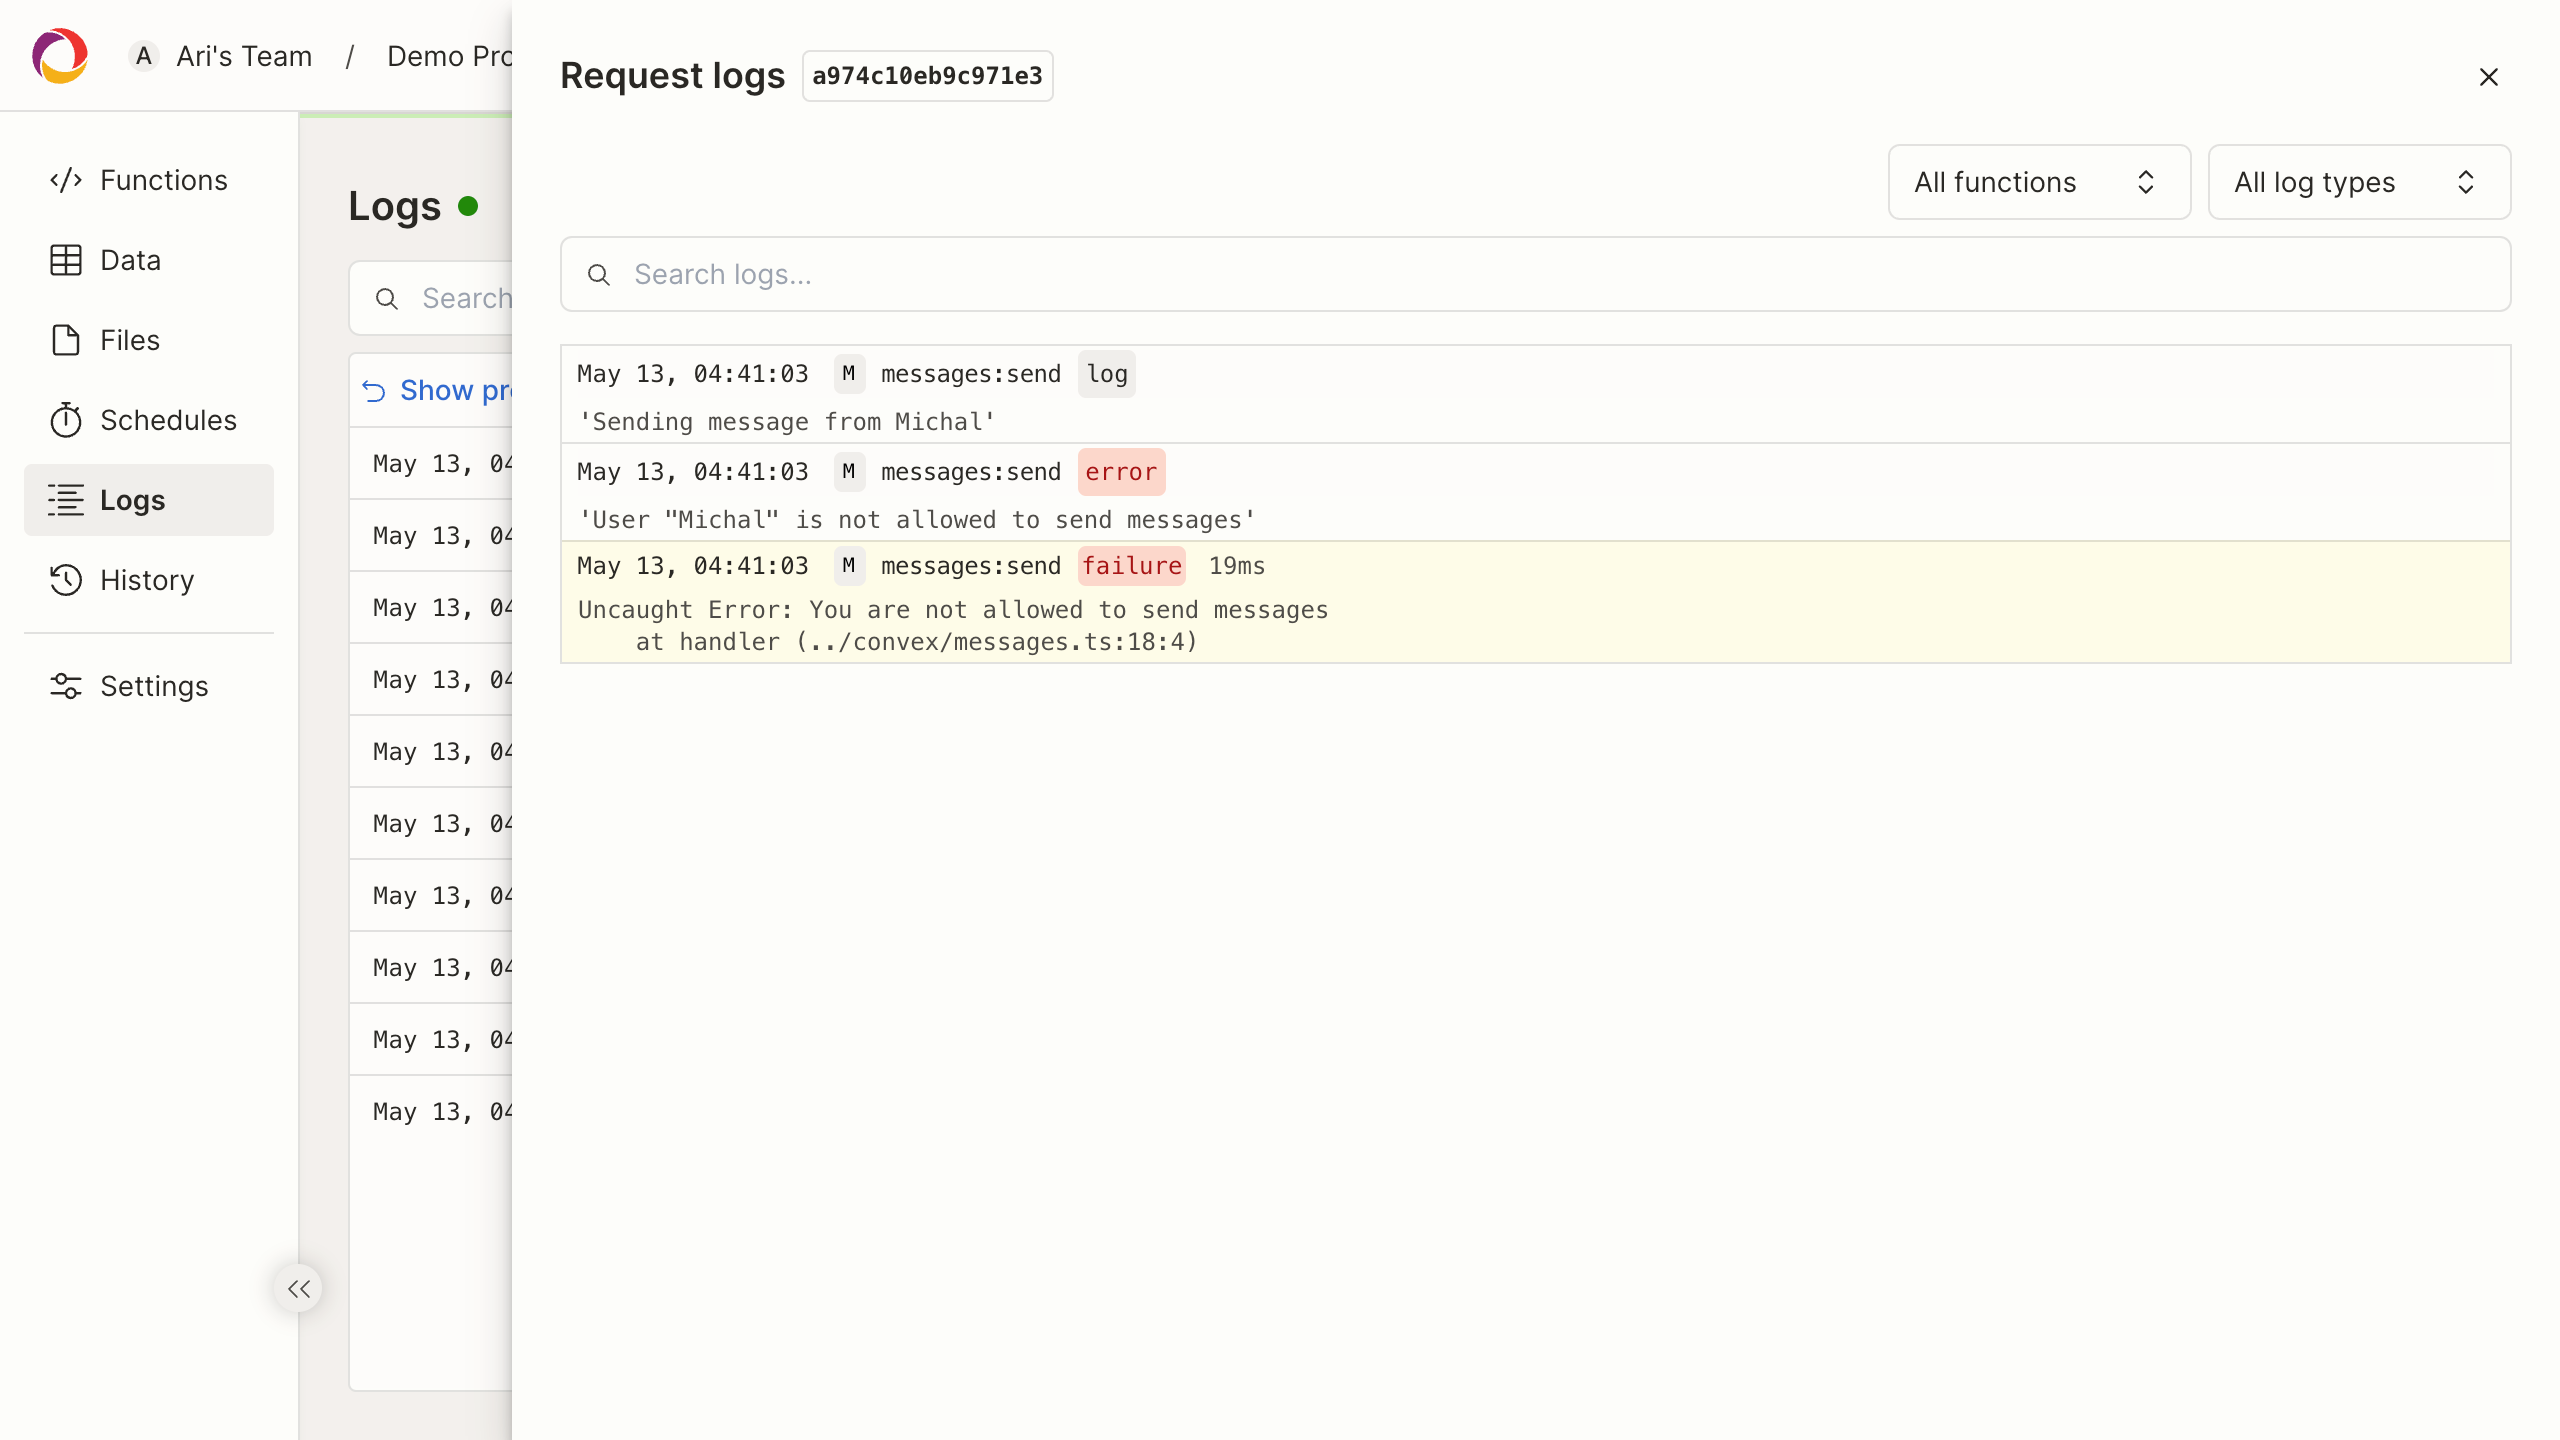 A Ari's Team / Demo Pro
Functions
Data
Files
Schedules
Logs
History
Settings
Logs
Search
Show pr
May 13, 04
May 13, 04
May 13, 04
May 13, 04
May 13, 04
May 13, 04
May 13, 04
May 13, 04
May 13, 04
May 13, 04
Request logs a974c10eb9c971e3
All functions All log types
Search logs...
May 13, 04:41:03 M messages:send log
'Sending message from Michal'
May 13, 04:41:03 M messages:send error
'User "Michal" is not allowed to send messages'
May 13, 04:41:03 M messages:send failure 19ms
Uncaught Error: You are not allowed to send messages
at handler (../convex/messages.ts:18:4)